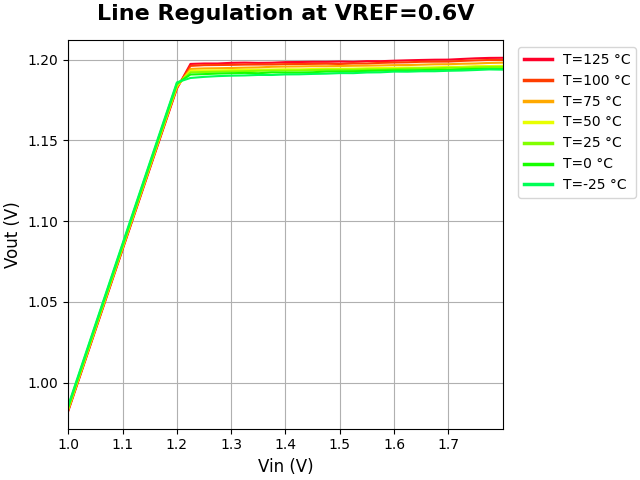 Line Regulation at VREF=0.6V
1.20
1.15
1.10
1.05
1.00
Vout (V)
1.0 1.1 1.2 1.3 1.4 1.5 1.6 1.7
Vin (V)
T=125 °C
T=100 °C
T=75 °C
T=50 °C
T=25 °C
T=0 °C
T=-25 °C